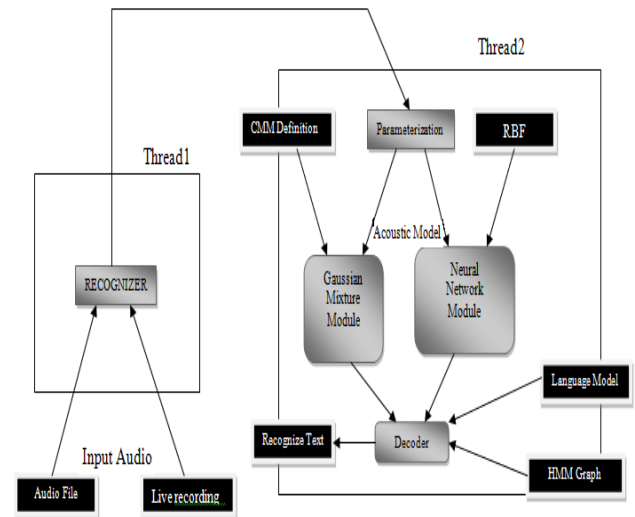 Thread2
CMM Definition
Parameterization
RBF
Thread1
Acoustic Model
RECOGNIZER
Gaussian
Mixture
Module
Neural
Network
Module
Language Model
Recognize Text
Decoder
Input Audio
HMM Graph
Audio File
Live recording